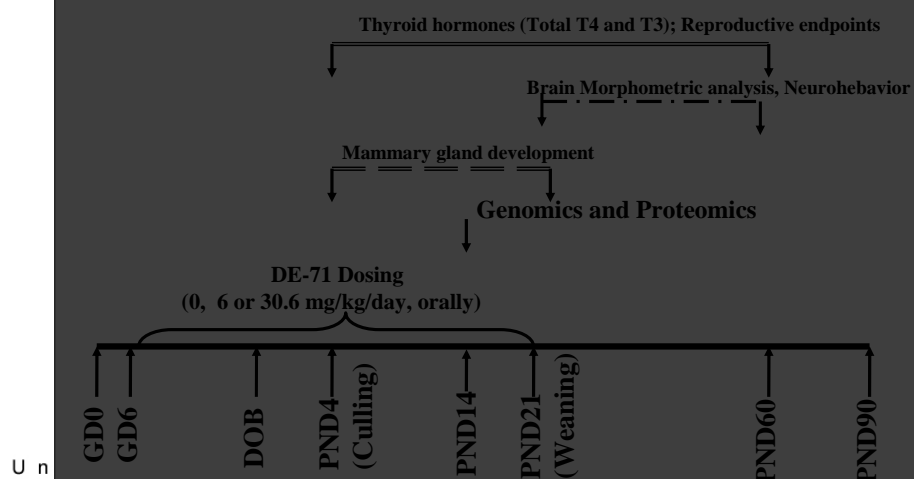 Thyroid hormones (Total T4 and T3); Reproductive endpoints
Brain Morphometric analysis, Neurohebavior
Mammary gland development
Genomics and Proteomics
DE-71 Dosing
(0, 6 or 30.6 mg/kg/day, orally)
GD0
GD6
DOB
PND4
(Culling)
PND14
PND21
(Weaning)
PND60
PND90
U n